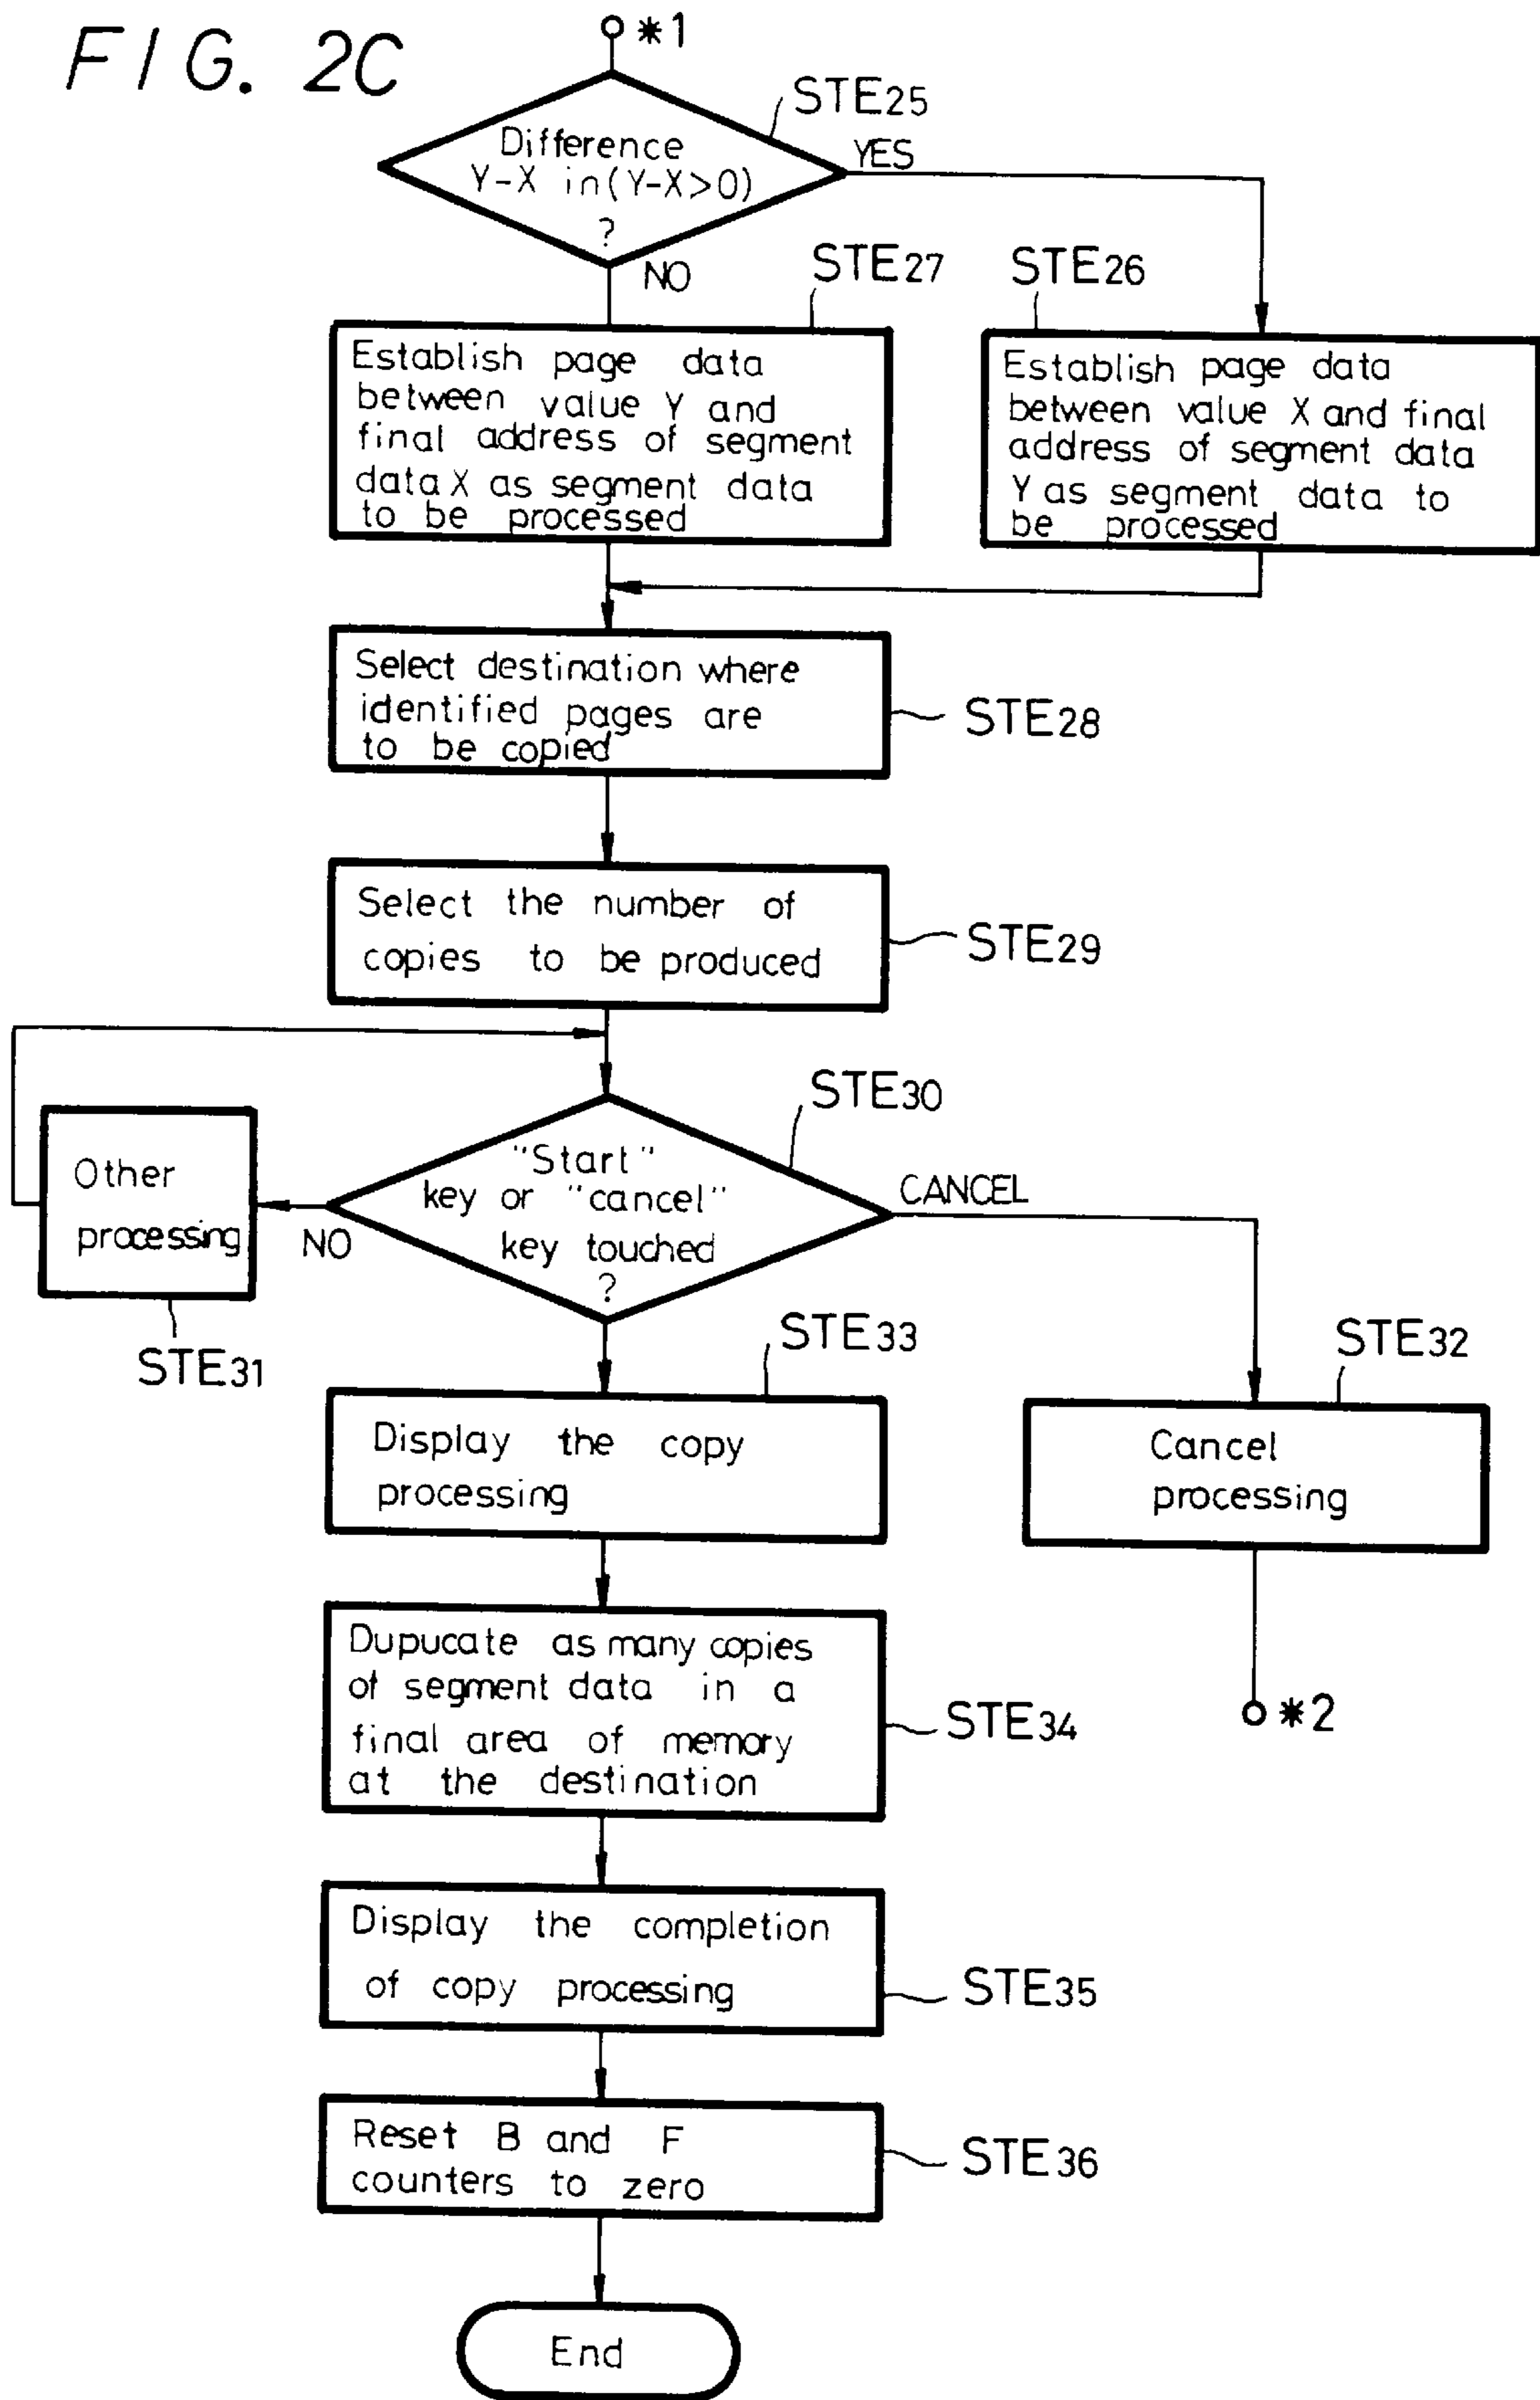 FIG. 2C
*1
STE25
Difference
Y-X in(Y-X>0)
?
YES
NO
STE27
STE26
Establish page data
between value Y and
final address of segment
data X as segment data
to be processed
Establish page data
between value X and final
address of segment data
Y as segment data to
be processed
Select destination where
identified pages are
to be copied
STE28
Select the number of
copies to be produced
STE29
STE30
"Start"
key or "cancel"
key touched
?
CANCEL
NO
Other
processing
STE31
STE33
STE32
Display the copy
processing
Cancel
processing
*2
Dupucate as many copies
of segment data in a
final area of memory
at the destination
STE34
Display the completion
of copy processing
STE35
Reset B and F
counters to zero
STE36
End